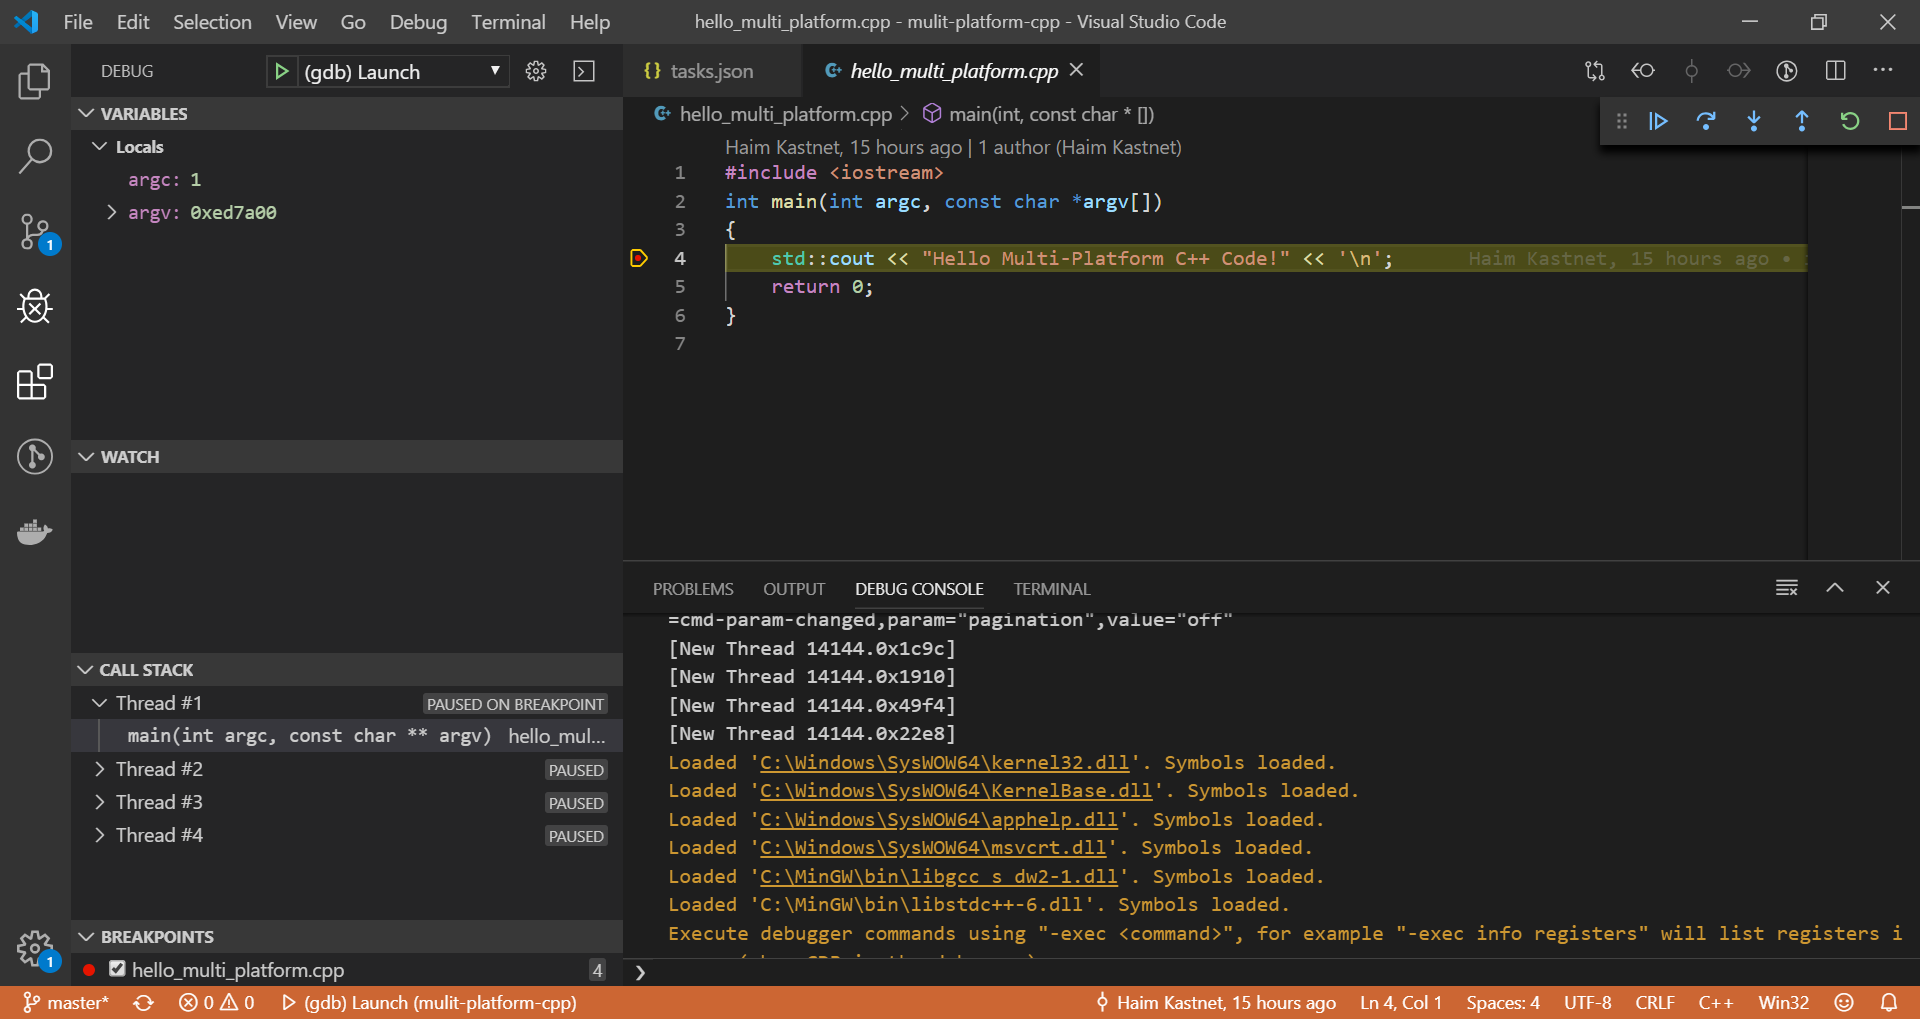 File Edit Selection View Go Debug Terminal Help hello_multi_platform.cpp - mulit-platform-cpp - Visual Studio Code
DEBUG (gdb) Launch
tasks.json hello_multi_platform.cpp
VARIABLES
Locals
argc: 1
argv: 0xed7a00
WATCH
CALL STACK
Thread #1 PAUSED ON BREAKPOINT
main(int argc, const char ** argv) hello_mul...
Thread #2 PAUSED
Thread #3 PAUSED
Thread #4 PAUSED
BREAKPOINTS
hello_multi_platform.cpp 4
hello_multi_platform.cpp > main(int, const char * [])
Haim Kastnet, 15 hours ago | 1 author (Haim Kastnet)
1 #include <iostream>
2 int main(int argc, const char *argv[])
3 {
4 std::cout << "Hello Multi-Platform C++ Code!" << '\n'; Haim Kastnet, 15 hours ago •
5 return 0;
6 }
7
PROBLEMS OUTPUT DEBUG CONSOLE TERMINAL
=cmd-param-changed,param="pagination",value="off"
[New Thread 14144.0x1c9c]
[New Thread 14144.0x1910]
[New Thread 14144.0x49f4]
[New Thread 14144.0x22e8]
Loaded 'C:\Windows\SysWOW64\kernel32.dll'. Symbols loaded.
Loaded 'C:\Windows\SysWOW64\KernelBase.dll'. Symbols loaded.
Loaded 'C:\Windows\SysWOW64\apphelp.dll'. Symbols loaded.
Loaded 'C:\Windows\SysWOW64\msvcrt.dll'. Symbols loaded.
Loaded 'C:\MinGW\bin\libgcc_s_dw2-1.dll'. Symbols loaded.
Loaded 'C:\MinGW\bin\libstdc++-6.dll'. Symbols loaded.
Execute debugger commands using "-exec <command>", for example "-exec info registers" will list registers i
1
1
master* 0 0 (gdb) Launch (mulit-platform-cpp) Haim Kastnet, 15 hours ago Ln 4, Col 1 Spaces: 4 UTF-8 CRLF C++ Win32